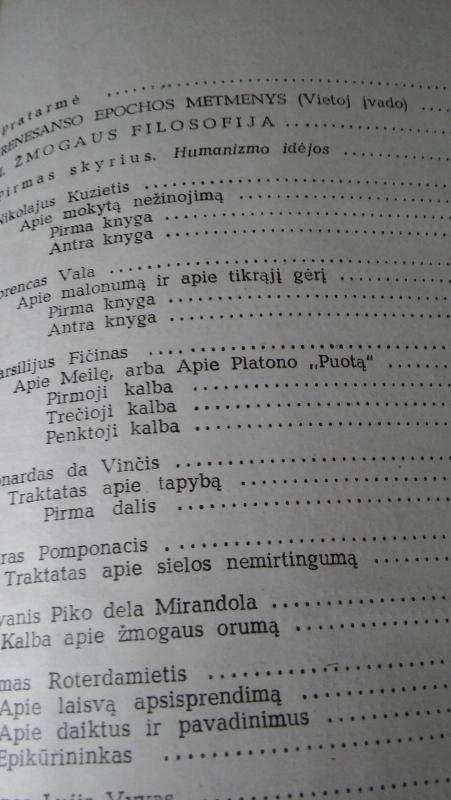 pratarmė
RENESANSO EPOCHOS METMENYS (Vietoj įvado)
I. ŽMOGAUS FILOSOFIJA
pirmas skyrius. Humanizmo idėjos
Nikolajus Kuzietis
Apie mokytą nežinojimą
Pirma knyga
Antra knyga
orencas Vala
Apie malonumą ir apie tikrąjį gėrį
Pirma knyga
Antra knyga
arsilijus Fičinas
Apie Meilę, arba Apie Platono „Puotą“
Pirmoji kalba
Trečioji kalba
Penktoji kalba
onardas da Vinčis
Traktatas apie tapybą
Pirma dalis
ras Pomponacis
Traktatas apie sielos nemirtingumą
vanis Piko dela Mirandola
Kalba apie žmogaus orumą
mas Roterdamietis
Apie laisvą apsisprendimą
Apie daiktus ir pavadinimus
Epikūrininkas